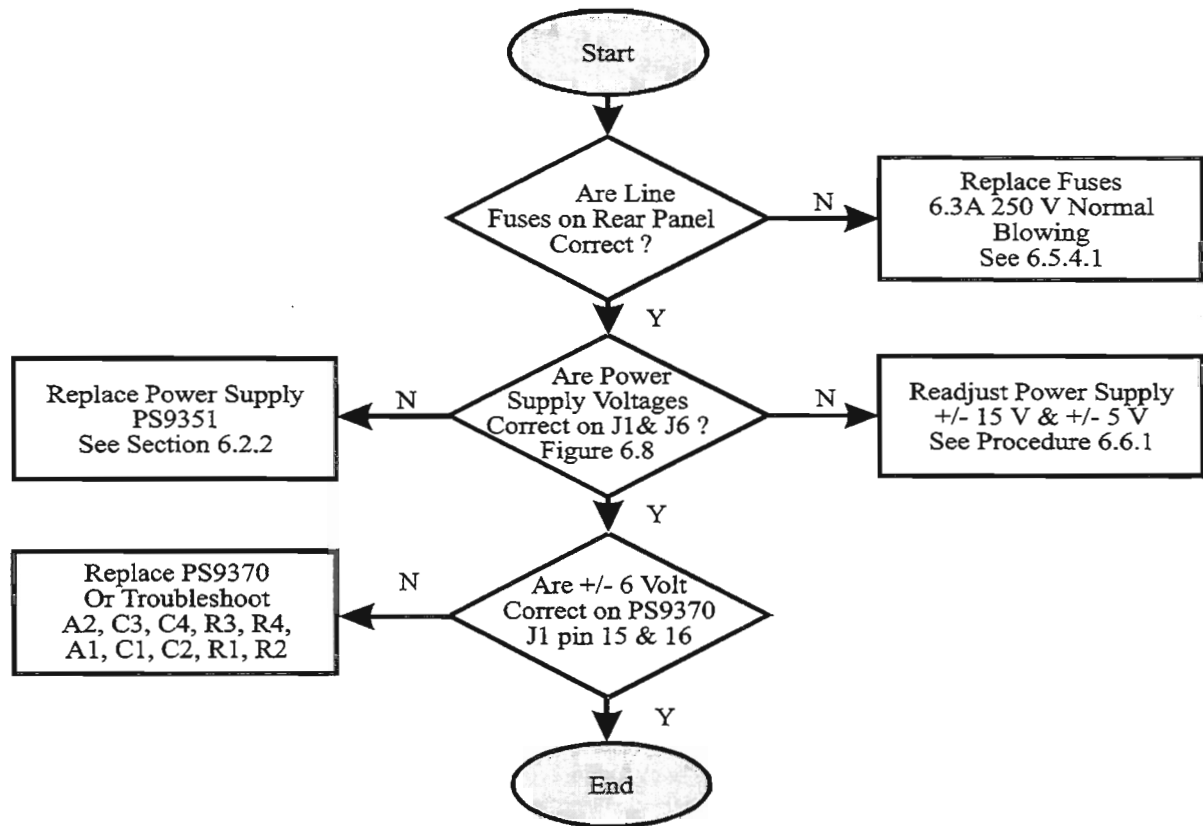 Start
Are Line
Fuses on Rear Panel
Correct ?
N
Replace Fuses
6.3A 250 V Normal
Blowing
See 6.5.4.1
Y
Replace Power Supply
PS9351
See Section 6.2.2
N
Are Power
Supply Voltages
Correct on J1& J6 ?
Figure 6.8
N
Readjust Power Supply
+/- 15 V & +/- 5 V
See Procedure 6.6.1
Y
Replace PS9370
Or Troubleshoot
A2, C3, C4, R3, R4,
A1, C1, C2, R1, R2
N
Are +/- 6 Volt
Correct on PS9370
J1 pin 15 & 16
Y
End